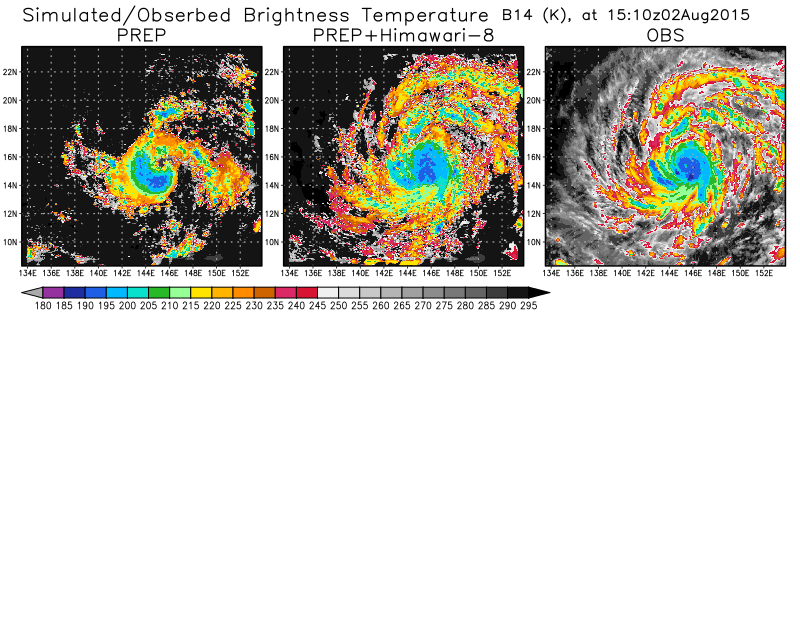 Simulated/Obserbed Brightness Temperature B14 (K), at 15:10z02Aug2015
PREP PREP+Himawari-8 OBS
22N 22N 22N
20N 20N 20N
18N 18N 18N
16N 16N 16N
14N 14N 14N
12N 12N 12N
10N 10N 10N
134E 136E 138E 140E 142E 144E 146E 148E 150E 152E 134E 136E 138E 140E 142E 144E 146E 148E 150E 152E 134E 136E 138E 140E 142E 144E 146E 148E 150E 152E
180 185 190 195 200 205 210 215 220 225 230 235 240 245 250 255 260 265 270 275 280 285 290 295